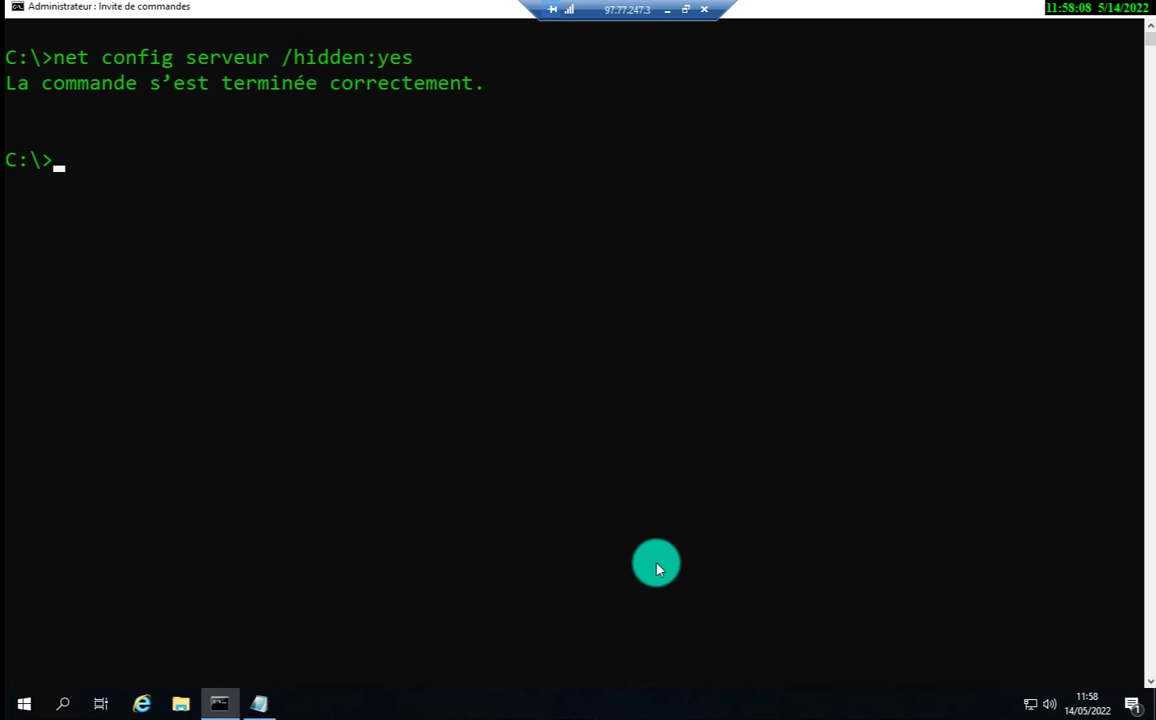 Administrateur : Invite de commandes
97.77.247.3
11:58:08 5/14/2022
C:\>net config serveur /hidden:yes
La commande s’est terminée correctement.
C:\>
11:58
14/05/2022
1